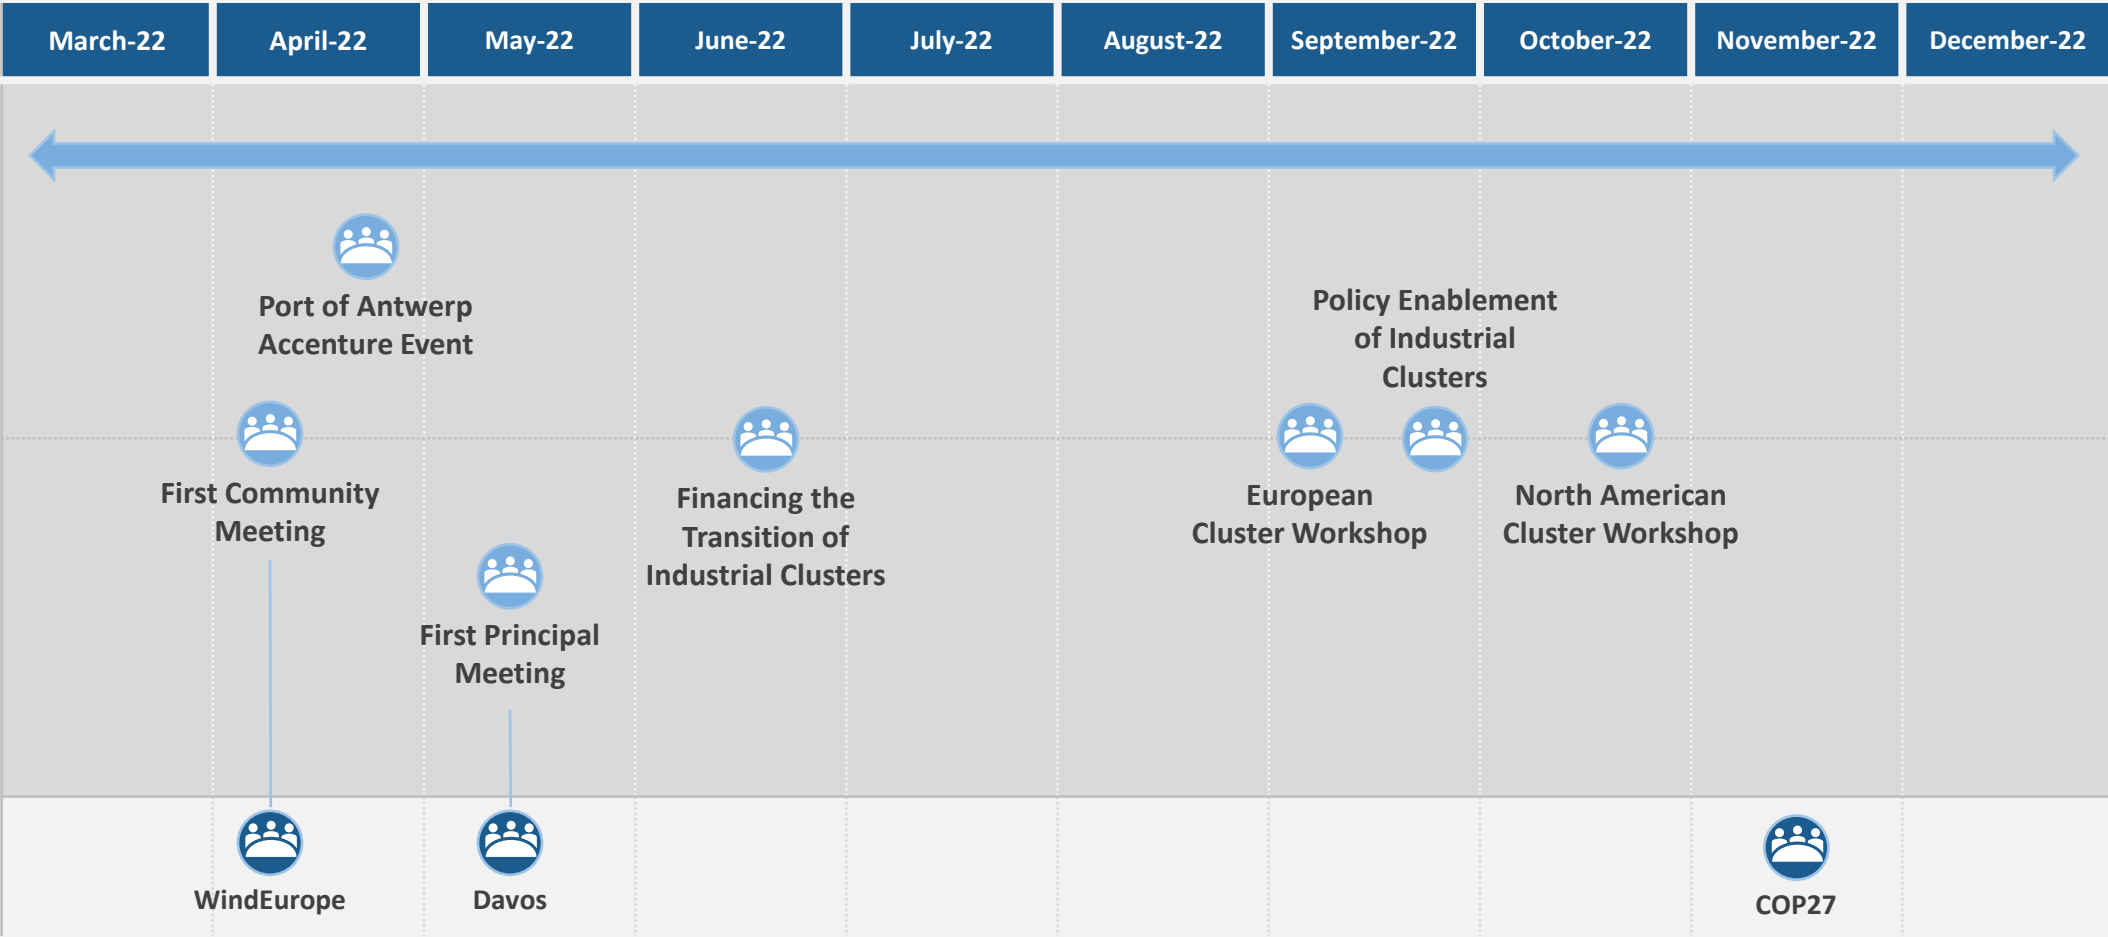 March-22
April-22
May-22
June-22
July-22
August-22
September-22
October-22
November-22
December-22
Port of Antwerp
Accenture Event
Policy Enablement
of Industrial
Clusters
First Community
Meeting
Financing the
Transition of
Industrial Clusters
European
Cluster Workshop
North American
Cluster Workshop
First Principal
Meeting
WindEurope
Davos
COP27